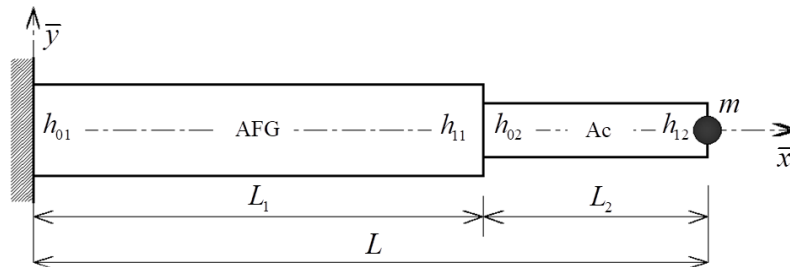 y̅
h₀₁ AFG h₁₁ h₀₂ Ac h₁₂ m
x̅
L₁ L₂
L